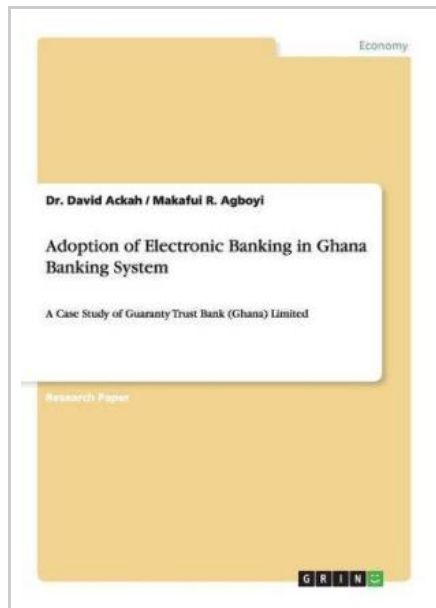 Economy
Dr. David Ackah / Makafui R. Agboyi
Adoption of Electronic Banking in Ghana
Banking System
A Case Study of Guaranty Trust Bank (Ghana) Limited
Research Paper
GRIN